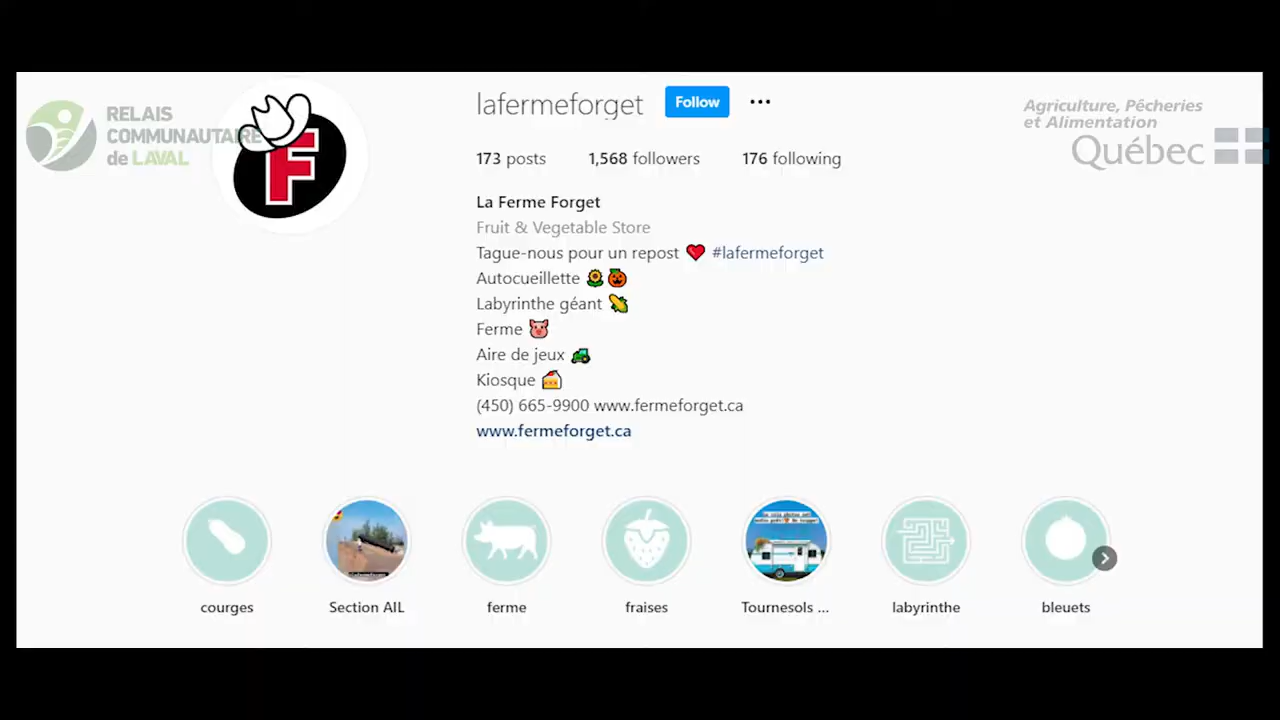 RELAIS
COMMUNAUTAIRE
de LAVAL
F
lafermeforget
Follow
Agriculture, Pêcheries
et Alimentation
Québec
173 posts 1,568 followers 176 following
La Ferme Forget
Fruit & Vegetable Store
Tague-nous pour un repost ❤️ #lafermeforget
Autocueillette 🌻🎃
Labyrinthe géant 🌽
Ferme 🐷
Aire de jeux 🚜
Kiosque 🍰
(450) 665-9900 www.fermeforget.ca
www.fermeforget.ca
courges
Section AIL
ferme
fraises
Tournesols ...
labyrinthe
bleuets